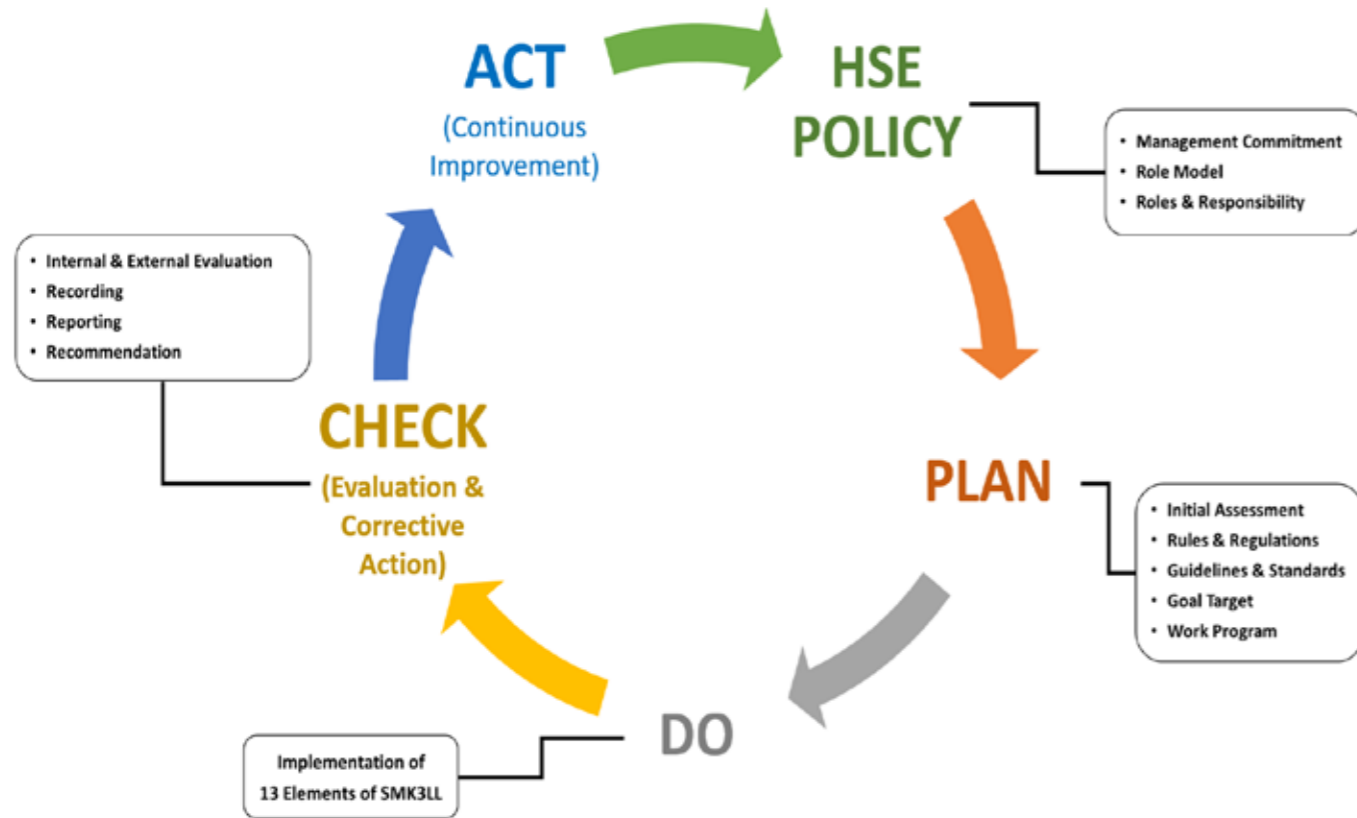 ACT
(Continuous
Improvement)
HSE
POLICY
• Management Commitment
• Role Model
• Roles & Responsibility
PLAN
• Initial Assessment
• Rules & Regulations
• Guidelines & Standards
• Goal Target
• Work Program
DO
Implementation of
13 Elements of SMK3LL
CHECK
(Evaluation &
Corrective
Action)
• Internal & External Evaluation
• Recording
• Reporting
• Recommendation